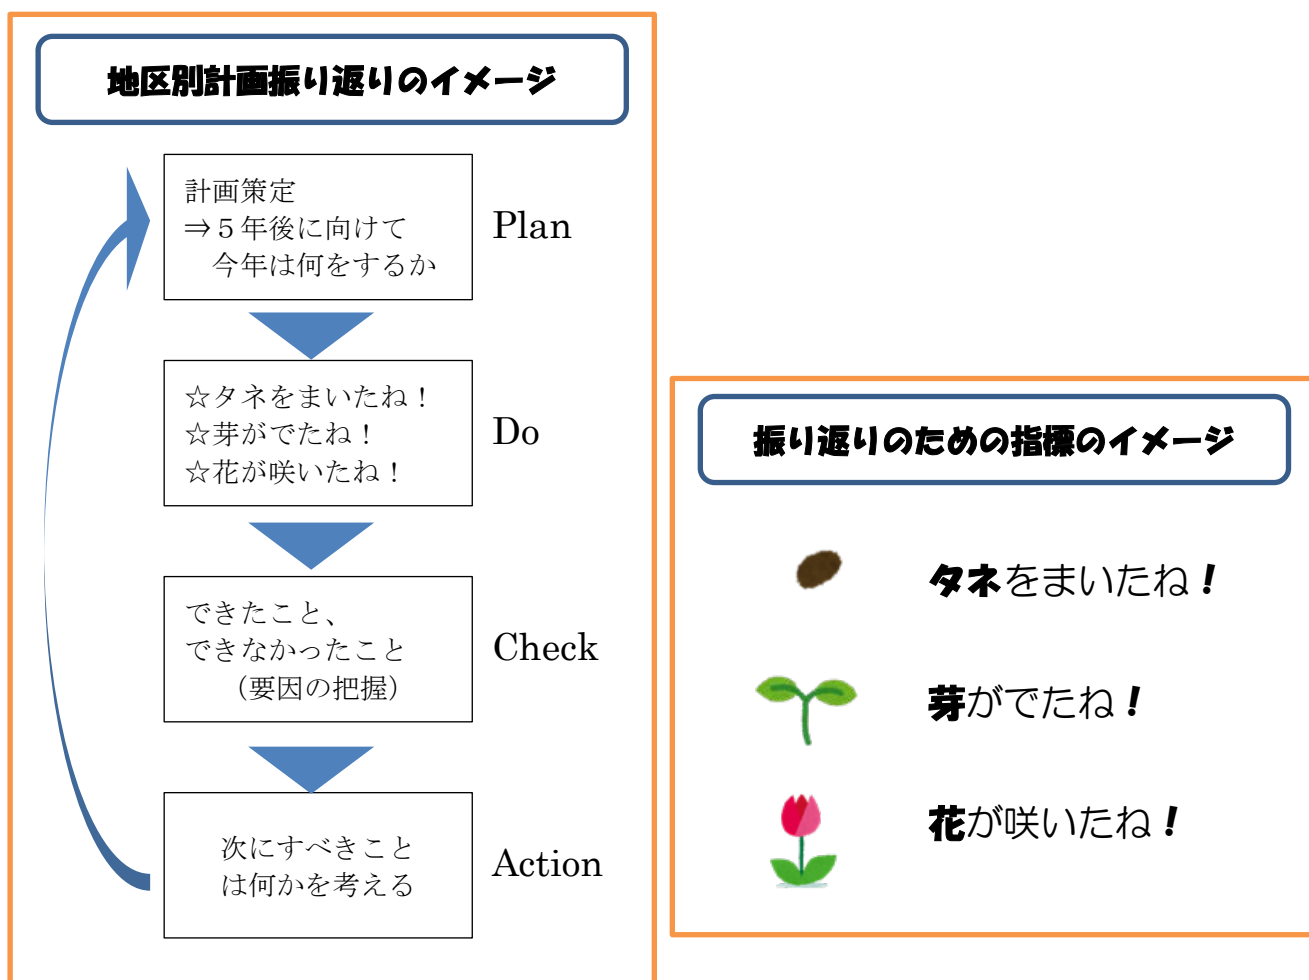 地区別計画振り返りのイメージ
計画策定
⇒５年後に向けて
今年は何をするか
Plan
☆タネをまいたね！
☆芽がでたね！
☆花が咲いたね！
Do
できたこと、
できなかったこと
（要因の把握）
Check
次にすべきこと
は何かを考える
Action
振り返りのための指標のイメージ
タネをまいたね！
芽がでたね！
花が咲いたね！